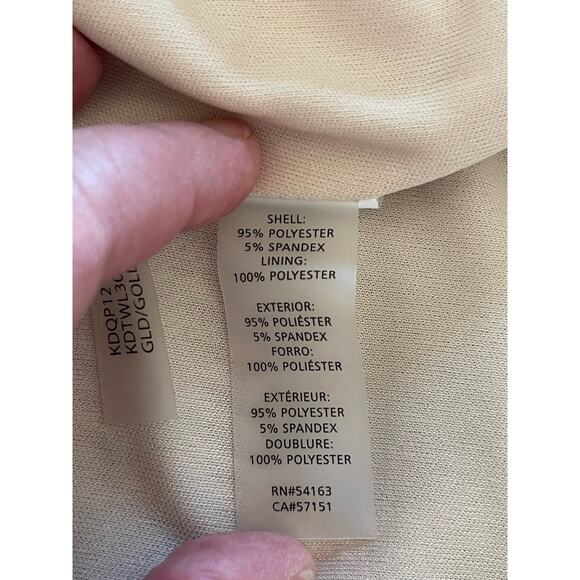 SHELL:
95% POLYESTER
5% SPANDEX
LINING:
100% POLYESTER
EXTERIOR:
95% POLIÉSTER
5% SPANDEX
FORRO:
100% POLIÉSTER
EXTÉRIEUR:
95% POLYESTER
5% SPANDEX
DOUBLURE:
100% POLYESTER
RN#54163
CA#57151
KDQP12